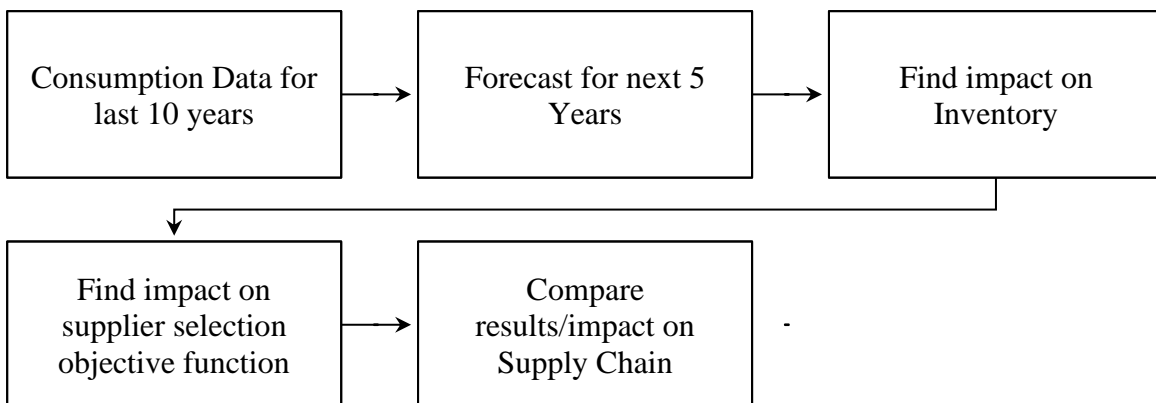 Consumption Data for
last 10 years
Forecast for next 5
Years
Find impact on
Inventory
Find impact on
supplier selection
objective function
Compare
results/impact on
Supply Chain